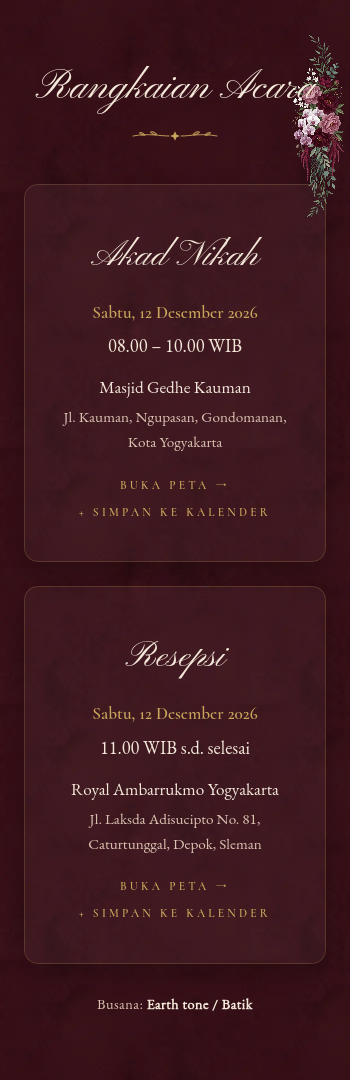 Rangkaian Acara
Akad Nikah
Sabtu, 12 Desember 2026
08.00 – 10.00 WIB
Masjid Gedhe Kauman
Jl. Kauman, Ngupasan, Gondomanan,
Kota Yogyakarta
BUKA PETA →
+ SIMPAN KE KALENDER
Resepsi
Sabtu, 12 Desember 2026
11.00 WIB s.d. selesai
Royal Ambarrukmo Yogyakarta
Jl. Laksda Adisucipto No. 81,
Caturtunggal, Depok, Sleman
BUKA PETA →
+ SIMPAN KE KALENDER
Busana: Earth tone / Batik